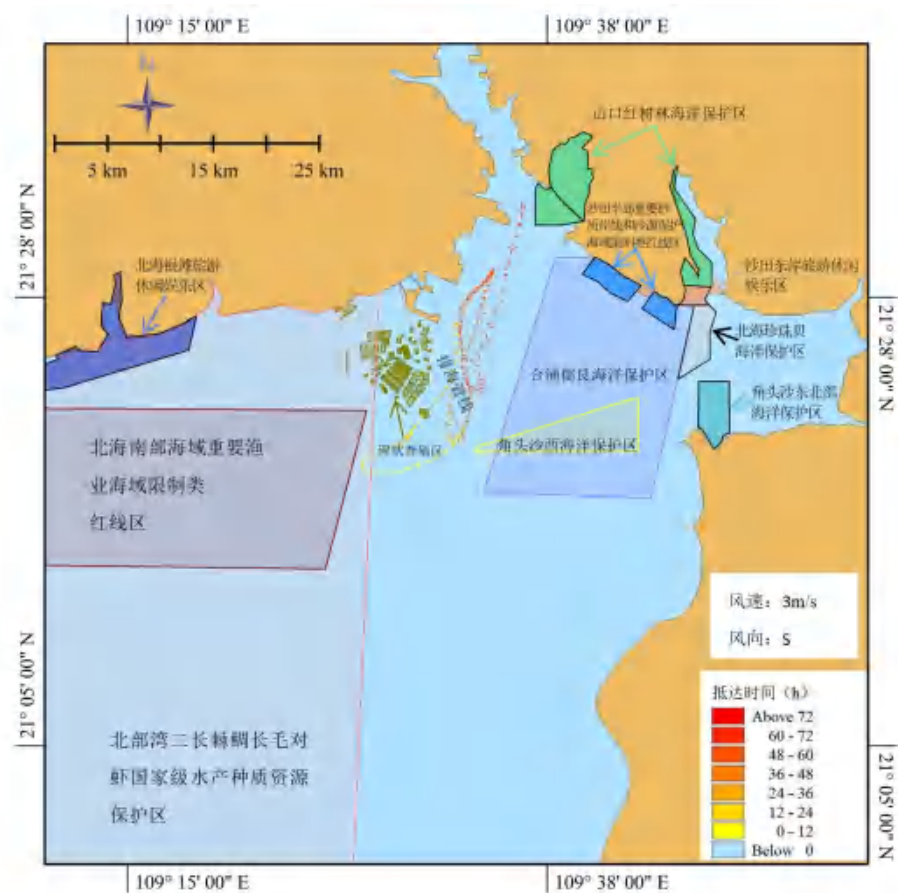 109° 15' 00" E
109° 38' 00" E
5 km
15 km
25 km
山口红树林海洋保护区
北海银滩旅游
休闲娱乐区
沙田东岸旅游休闲
娱乐区
北海珍珠贝
海洋保护区
合浦儒艮海洋保护区
角头沙东北部
海洋保护区
角头沙西海洋保护区
排海管线
北海南部海域重要渔
业海域限制类
红线区
北部湾二长棘鲷长毛对
虾国家级水产种质资源
保护区
风速：3m/s
风向：S
抵达时间（h）
Above 72
60 - 72
48 - 60
36 - 48
24 - 36
12 - 24
0 - 12
Below 0
21° 28' 00" N
21° 05' 00" N
21° 28' 00" N
21° 05' 00" N
109° 15' 00" E
109° 38' 00" E